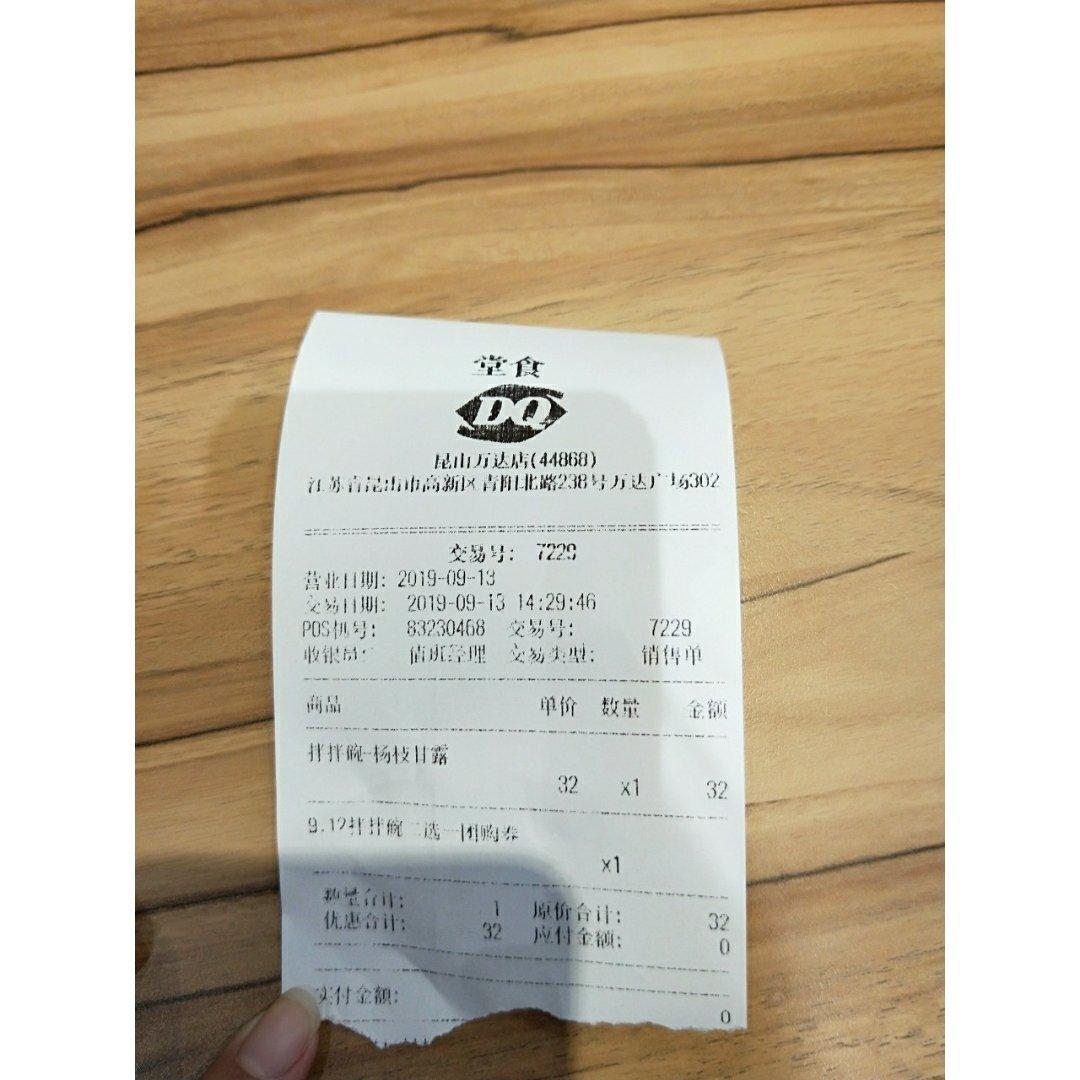 堂食
DQ
昆山万达店(44868)
江苏省昆山市高新区青阳北路238号万达广场302
交易号: 7229
营业日期: 2019-09-13
交易日期: 2019-09-13 14:29:46
POS机号: 83230468 交易号: 7229
收银员: 值班经理 交易类型: 销售单
商品 单价 数量 金额
拌拌碗-杨枝甘露
32 x1 32
9.12拌拌碗二选一团购券
x1
数量合计: 1 原价合计: 32
优惠合计: 32 应付金额: 0
实付金额:
0